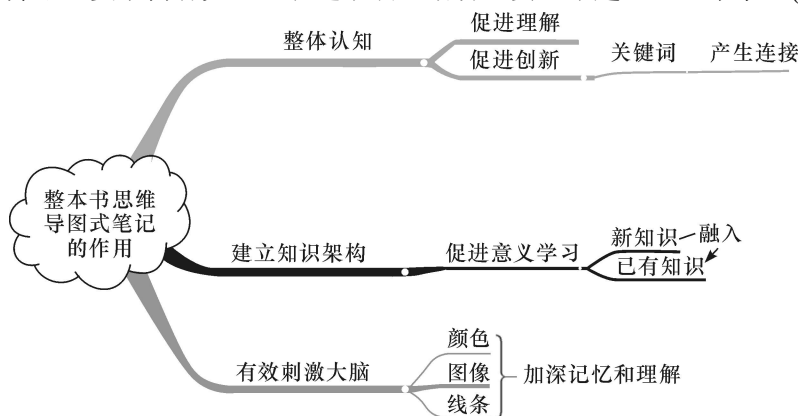 整体认知
促进理解
促进创新
关键词
产生连接
整本书思维
导图式笔记
的作用
建立知识架构
促进意义学习
新知识
融入
已有知识
有效刺激大脑
颜色
图像
线条
加深记忆和理解